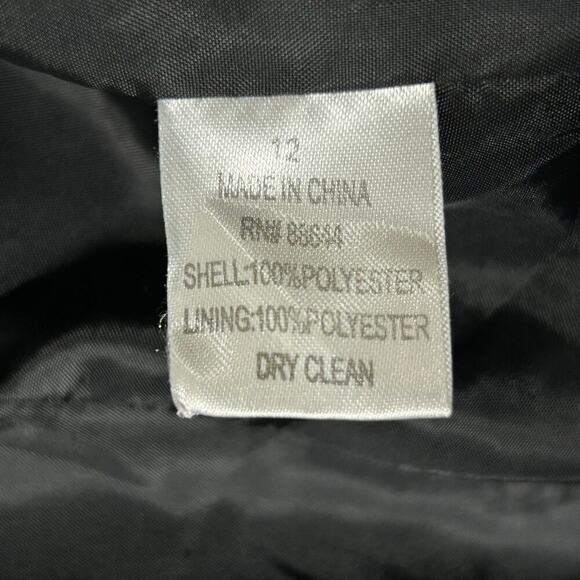 12
MADE IN CHINA
RN#
SHELL:100%POLYESTER
LINING:100%POLYESTER
DRY CLEAN